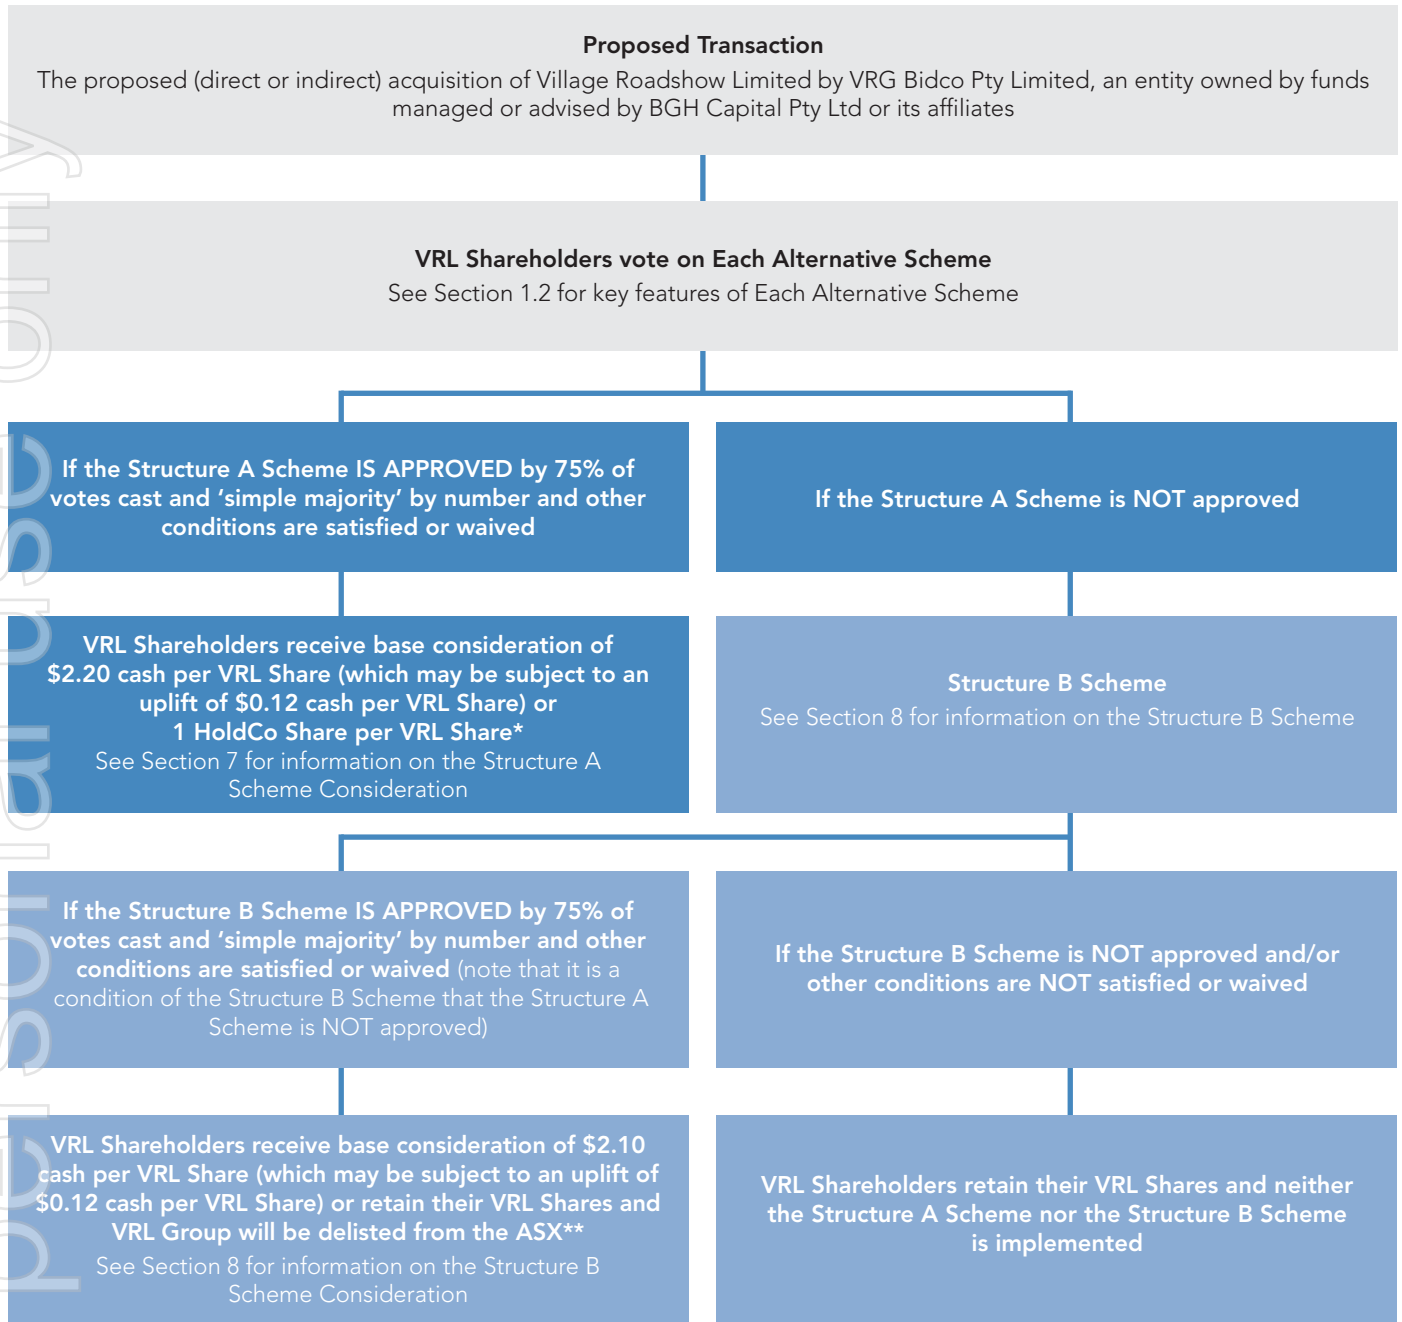 Proposed Transaction
The proposed (direct or indirect) acquisition of Village Roadshow Limited by VRG Bidco Pty Limited, an entity owned by funds
managed or advised by BGH Capital Pty Ltd or its affiliates
VRL Shareholders vote on Each Alternative Scheme
See Section 1.2 for key features of Each Alternative Scheme
If the Structure A Scheme IS APPROVED by 75% of
votes cast and ‘simple majority’ by number and other
conditions are satisfied or waived
If the Structure A Scheme is NOT approved
VRL Shareholders receive base consideration of
$2.20 cash per VRL Share (which may be subject to an
uplift of $0.12 cash per VRL Share) or
1 HoldCo Share per VRL Share*
See Section 7 for information on the Structure A
Scheme Consideration
Structure B Scheme
See Section 8 for information on the Structure B Scheme
If the Structure B Scheme IS APPROVED by 75% of
votes cast and ‘simple majority’ by number and other
conditions are satisfied or waived (note that it is a
condition of the Structure B Scheme that the Structure A
Scheme is NOT approved)
If the Structure B Scheme is NOT approved and/or
other conditions are NOT satisfied or waived
VRL Shareholders receive base consideration of $2.10
cash per VRL Share (which may be subject to an uplift of
$0.12 cash per VRL Share) or retain their VRL Shares and
VRL Group will be delisted from the ASX**
See Section 8 for information on the Structure B
Scheme Consideration
VRL Shareholders retain their VRL Shares and neither
the Structure A Scheme nor the Structure B Scheme
is implemented
personal use only